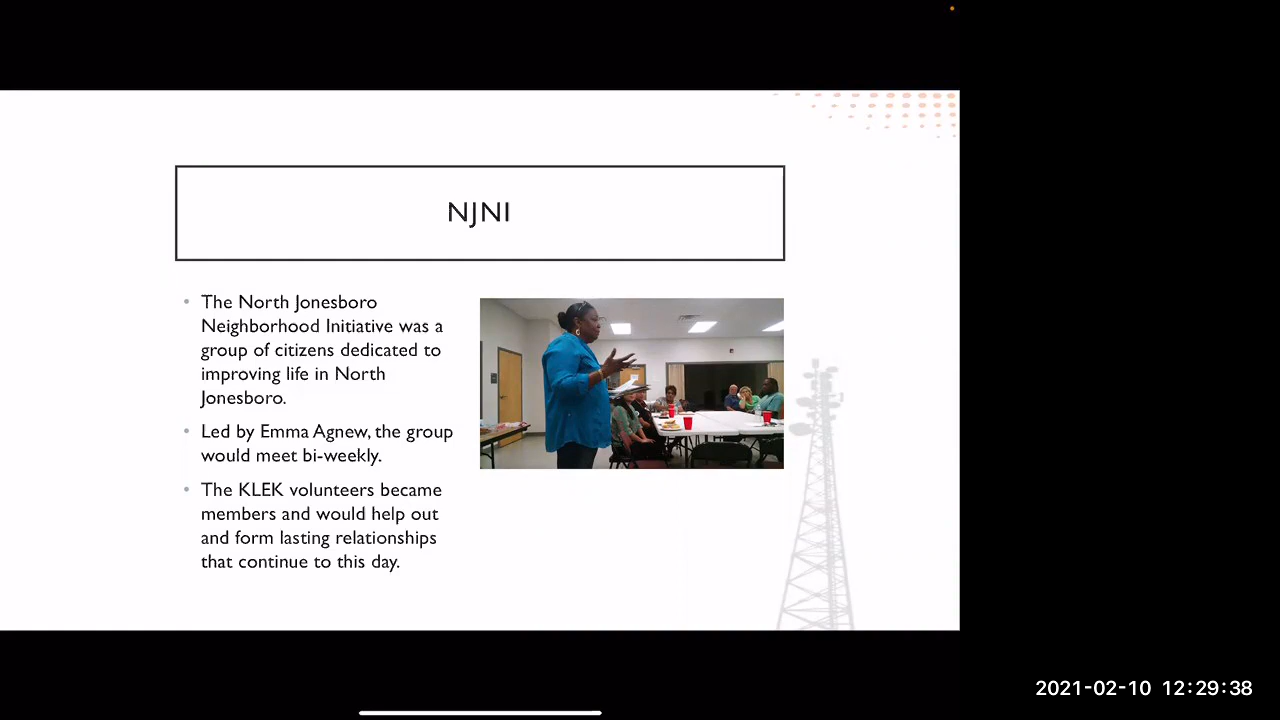 NJNI
• The North Jonesboro
Neighborhood Initiative was a
group of citizens dedicated to
improving life in North
Jonesboro.
• Led by Emma Agnew, the group
would meet bi-weekly.
• The KLEK volunteers became
members and would help out
and form lasting relationships
that continue to this day.
2021-02-10 12:29:38